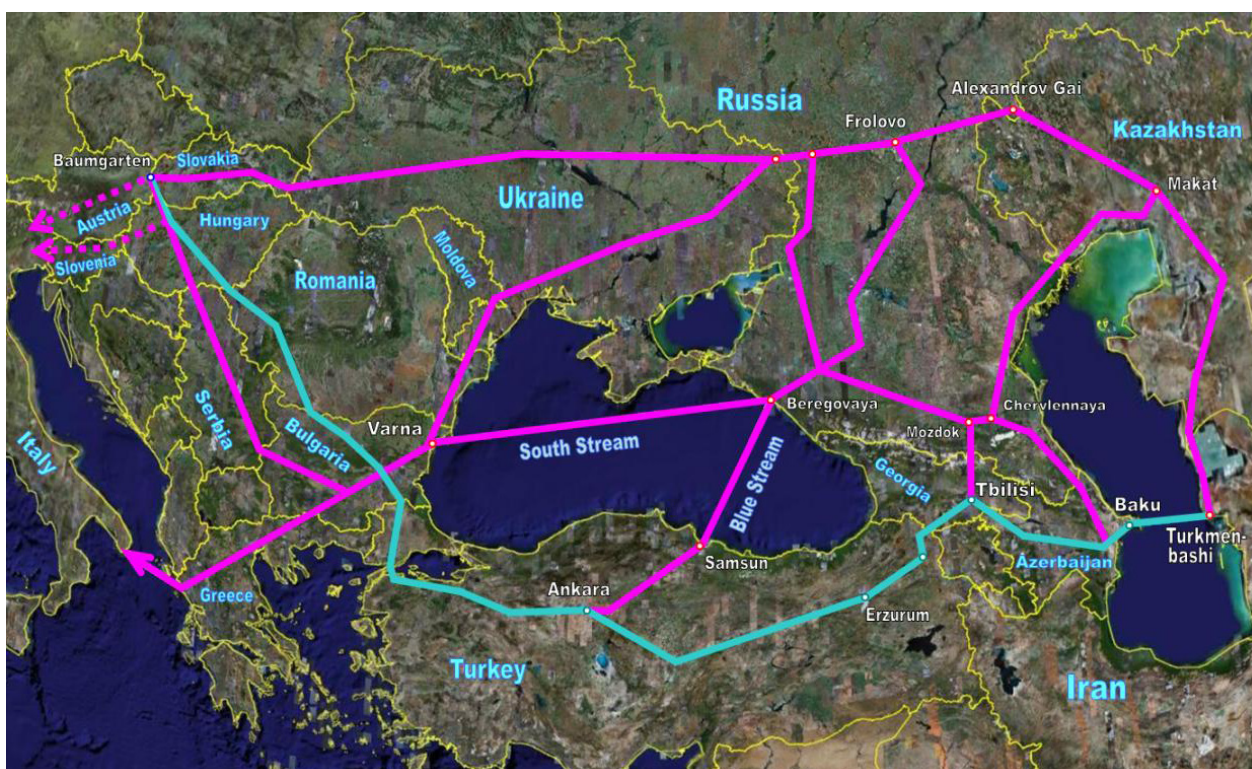 Alexandrov Gai
Russia
Frolovo
Kazakhstan
Baumgarten
Slovakia
Makat
Ukraine
Austria
Hungary
Moldova
Slovenia
Romania
Serbia
Bulgaria
Varna
Beregovaya
Chervlennaya
Mozdok
Italy
South Stream
Blue Stream
Georgia
Tbilisi
Baku
Turkmen-
bashi
Samsun
Azerbaijan
Ankara
Greece
Erzurum
Turkey
Iran